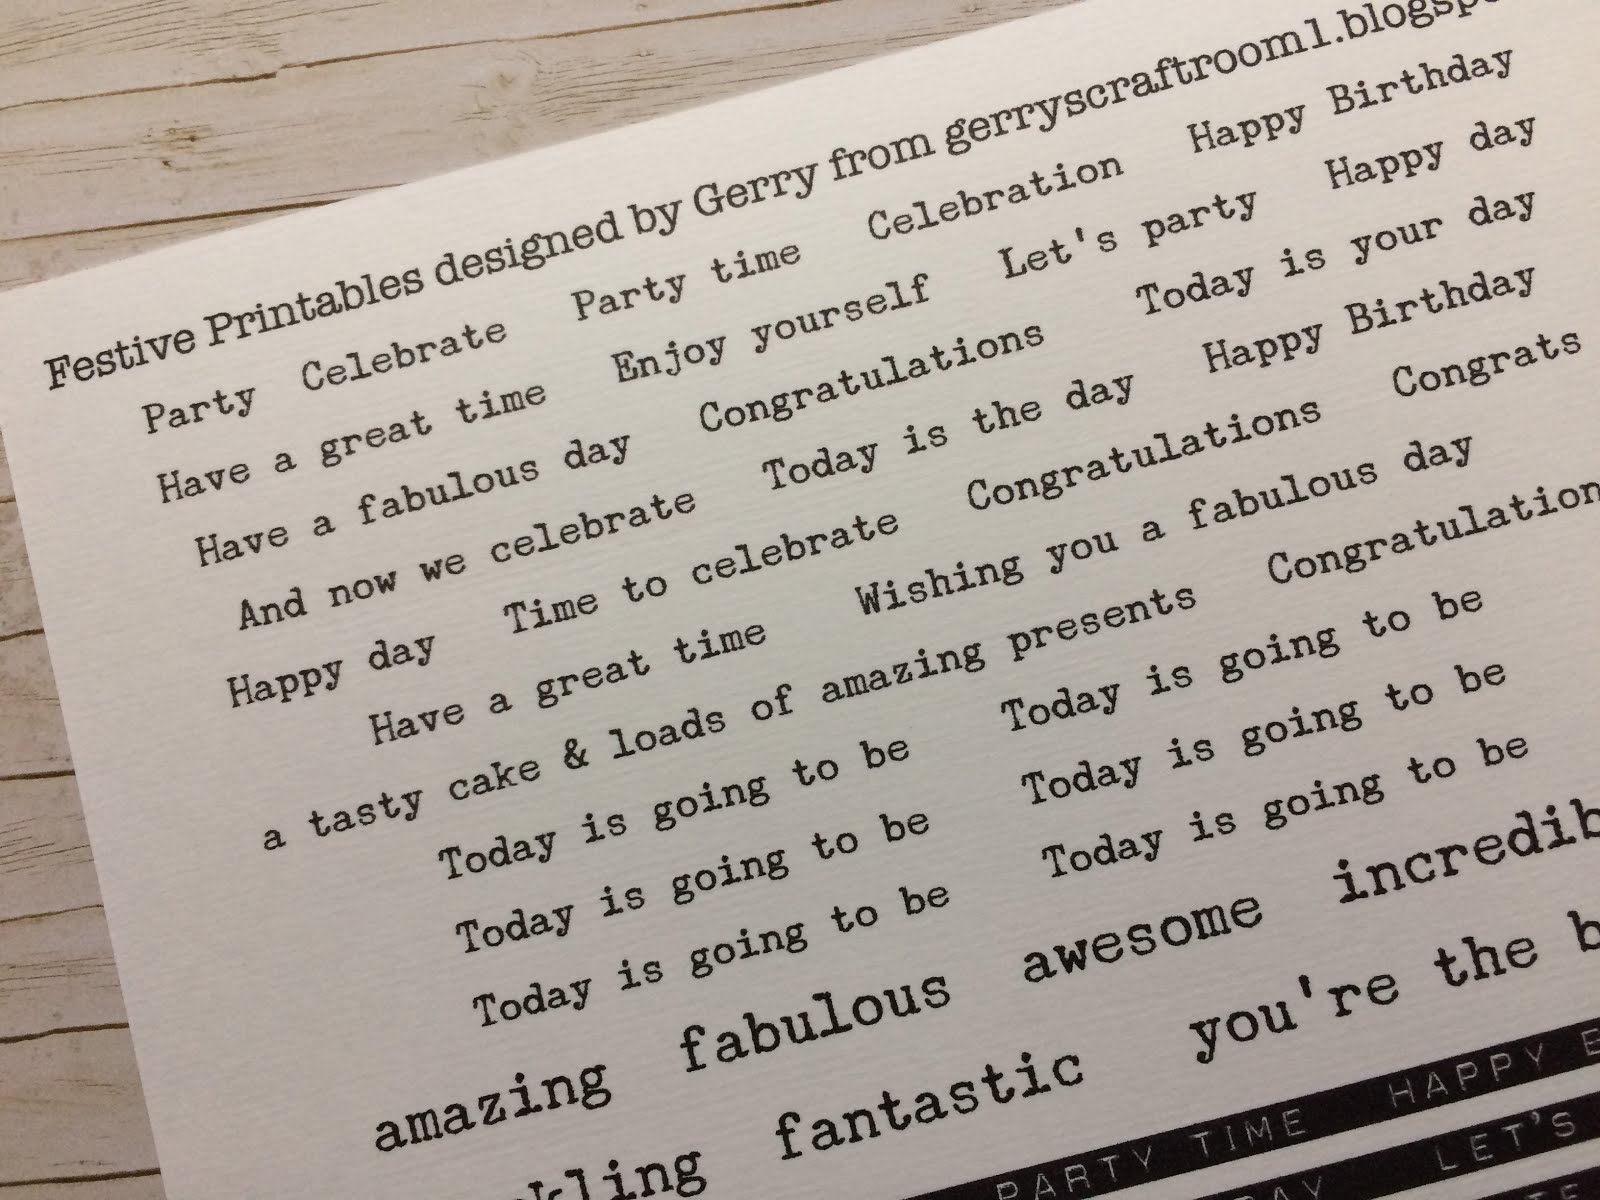 Festive Printables designed by Gerry from gerryscraftroom1.blogsp
Party Celebrate Party time Celebration Happy Birthday
Have a great time Enjoy yourself Let's party Happy day
Have a fabulous day Congratulations Today is your day
And now we celebrate Today is the day Happy Birthday
Happy day Time to celebrate Congratulations Congrats
Have a great time Wishing you a fabulous day
a tasty cake & loads of amazing presents Congratulation
Today is going to be Today is going to be
Today is going to be Today is going to be
Today is going to be Today is going to be
amazing fabulous awesome incredib
kling fantastic you're the b
PARTY TIME HAPPY
AY LET'S